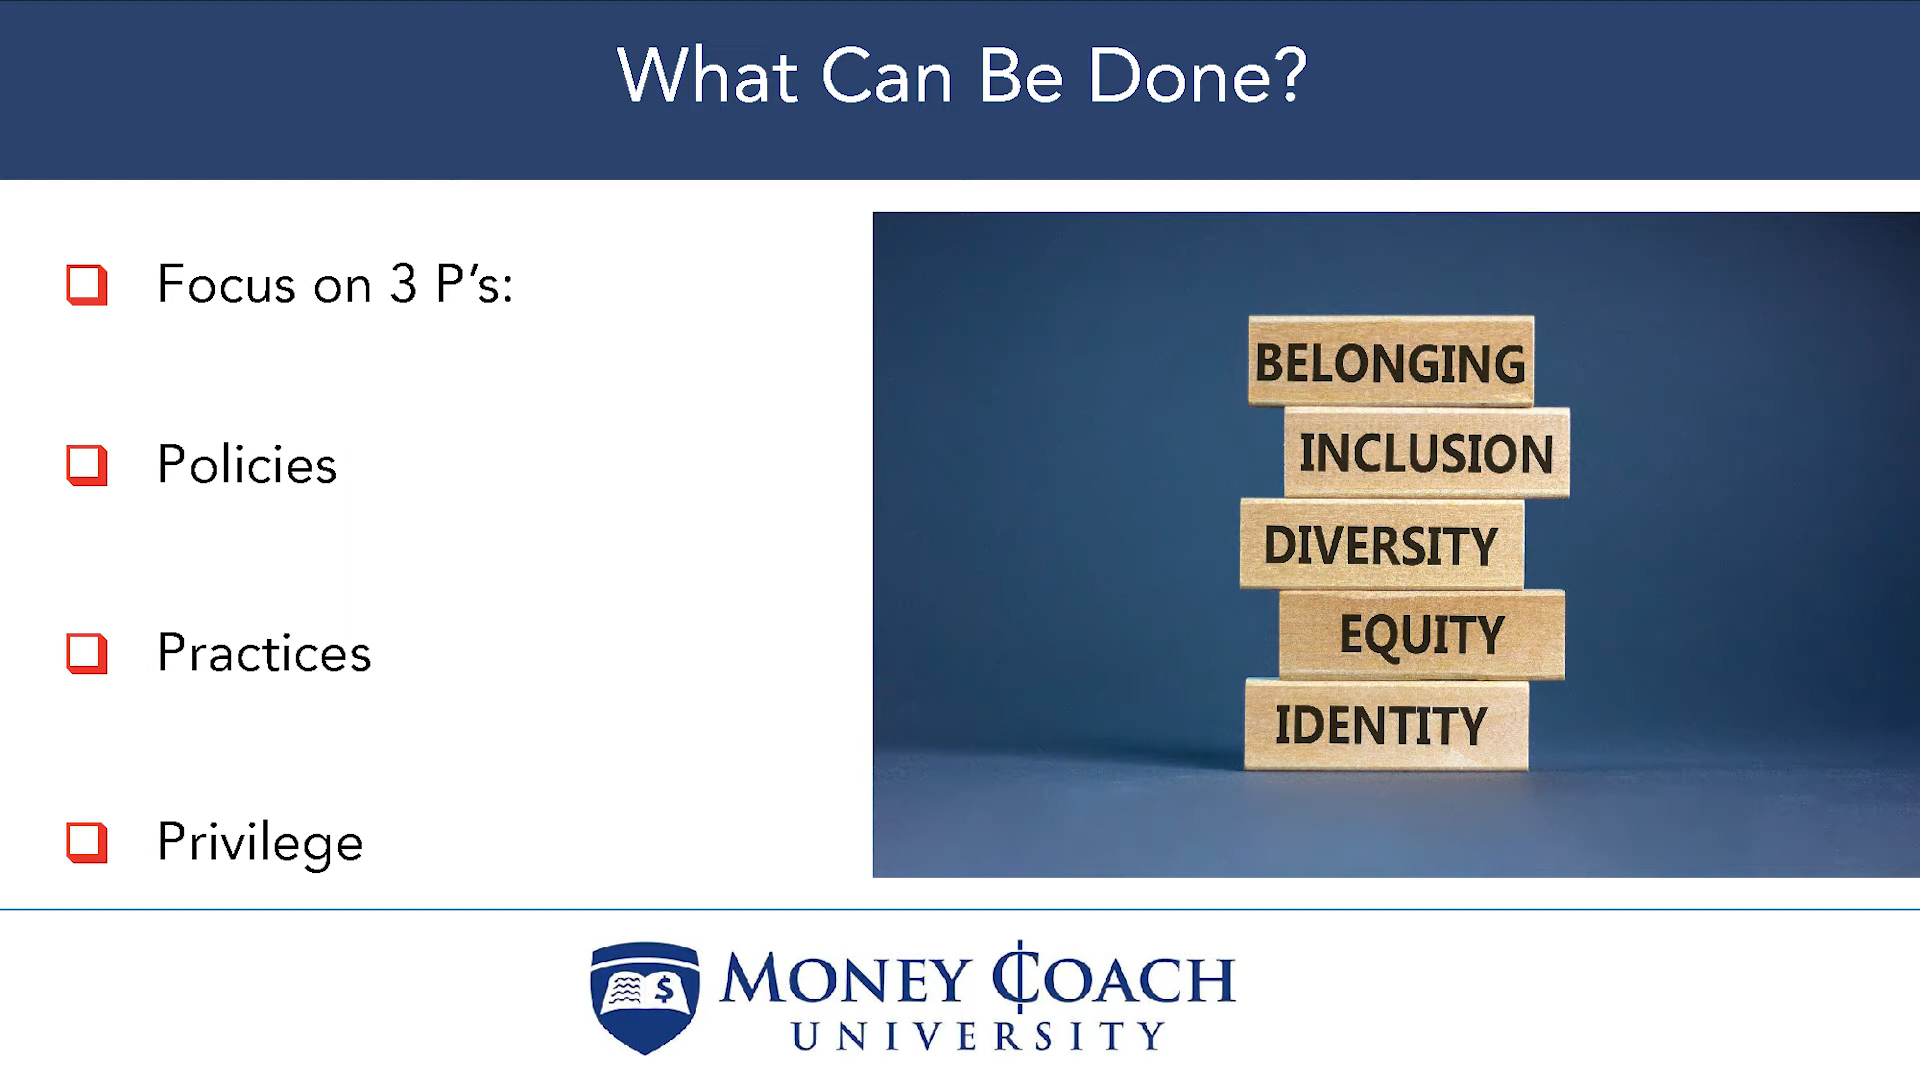 What Can Be Done?
Focus on 3 P’s:
Policies
Practices
Privilege
BELONGING
INCLUSION
DIVERSITY
EQUITY
IDENTITY
$
MONEY COACH
UNIVERSITY